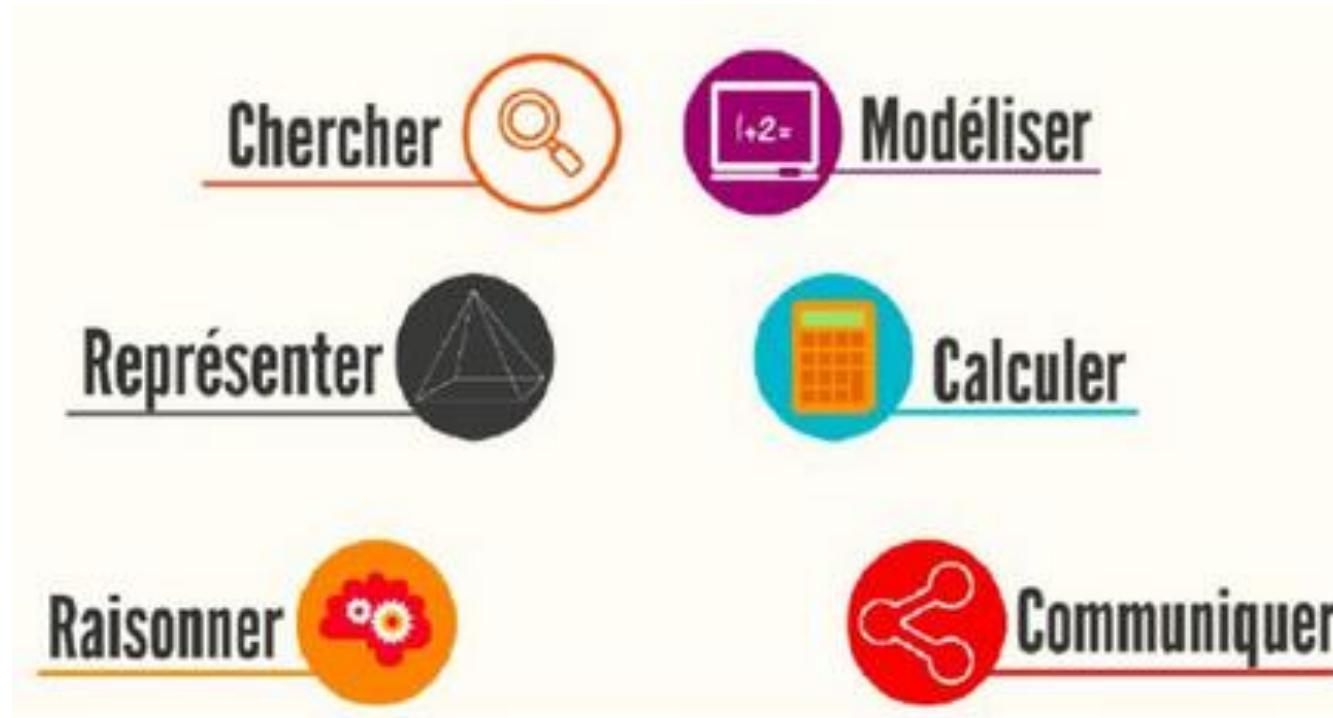 Chercher
1+2=
Modéliser
Représenter
Calculer
Raisonner
Communiquer